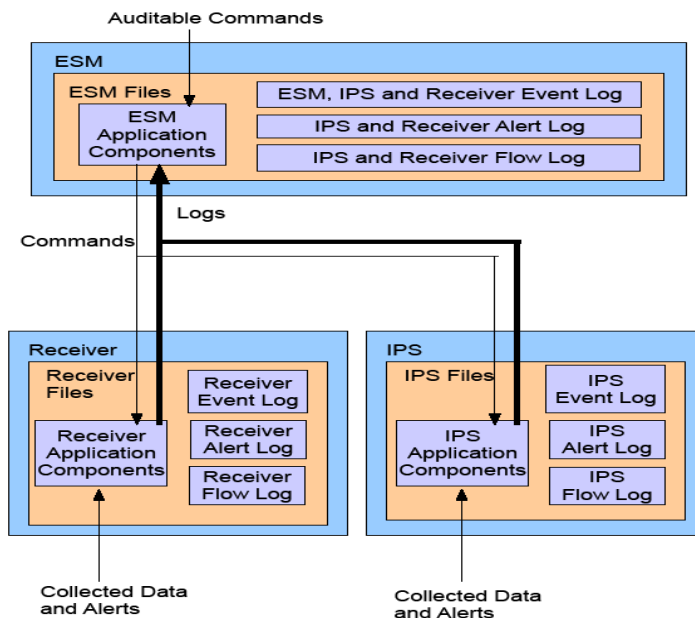 Auditable Commands
ESM
ESM Files
ESM
Application
Components
ESM, IPS and Receiver Event Log
IPS and Receiver Alert Log
IPS and Receiver Flow Log
Logs
Commands
Receiver
Receiver
Files
Receiver
Event Log
Receiver
Application
Components
Receiver
Alert Log
Receiver
Flow Log
Collected Data
and Alerts
IPS
IPS Files
IPS
Event Log
IPS
Application
Components
IPS
Alert Log
IPS
Flow Log
Collected Data
and Alerts